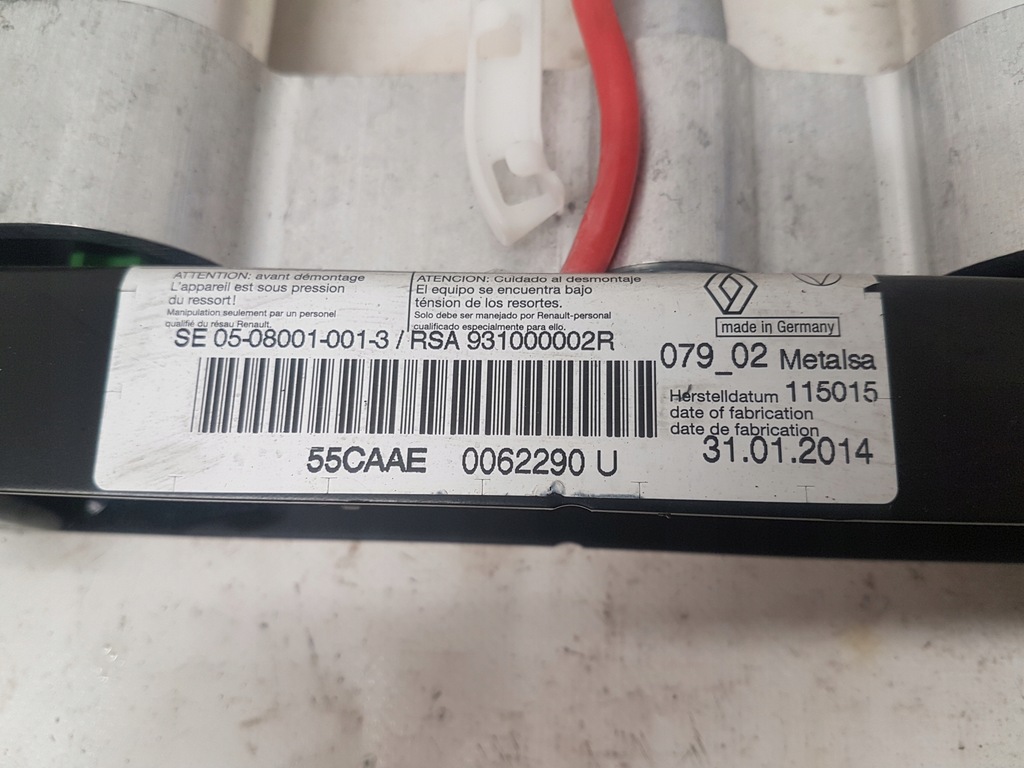 ATTENTION: avant démontage
L'appareil est sous pression
du ressort!
Manipulation seulement par un personel
qualifié du résau Renault.
ATENCION: Cuidado al desmontaje
El equipo se encuentra bajo
ténsion de los resortes.
Solo debe ser manejado por Renault-personal
cualificado especialmente para ello.
SE 05-08001-001-3 / RSA 931000002R
55CAAE 0062290 U
made in Germany
079_02 Metalsa
Herstelldatum 115015
date of fabrication
date de fabrication
31.01.2014